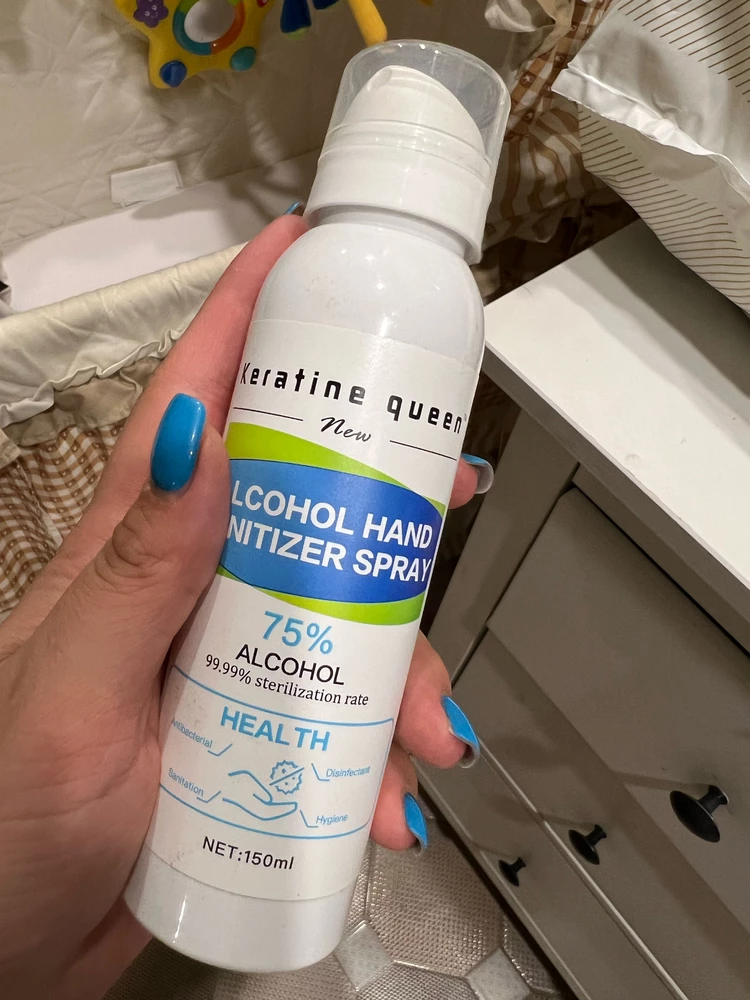 Keratine queen
New
LCOHOL HAND
NITIZER SPRAY
75%
ALCOHOL
99.99% sterilization rate
HEALTH
Antibacterial
Disinfectant
Sanitation
Hygiene
NET:150ml